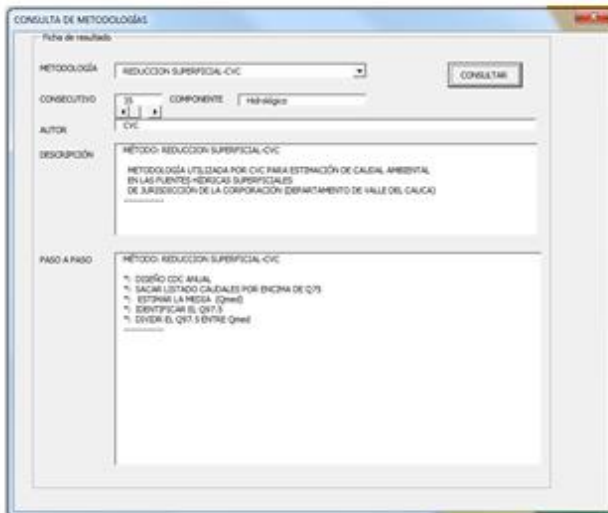 CONSULTA DE METODOLOGÍAS
Ficha de resultado
METODOLOGÍA REDUCCION SUPERFICIAL-CVC CONSULTAR
CONSECUTIVO 35 COMPONENTE Hidrológico
AUTOR CVC
DESCRIPCIÓN MÉTODO: REDUCCION SUPERFICIAL-CVC
METODOLOGÍA UTILIZADA POR CVC PARA ESTIMACIÓN DE CAUDAL AMBIENTAL
EN LAS FUENTES HÍDRICAS SUPERFICIALES
DE JURISDICCIÓN DE LA CORPORACIÓN (DEPARTAMENTO DE VALLE DEL CAUCA)
------------
PASO A PASO MÉTODO: REDUCCION SUPERFICIAL-CVC
*: DISEÑO CDC ANUAL
*: SACAR LISTADO CAUDALES POR ENCIMA DE Q75
*: ESTIMAR LA MEDIA (Qmed)
*: IDENTIFICAR EL Q97.5
*: DIVIDIR EL Q97.5 ENTRE Qmed
------------